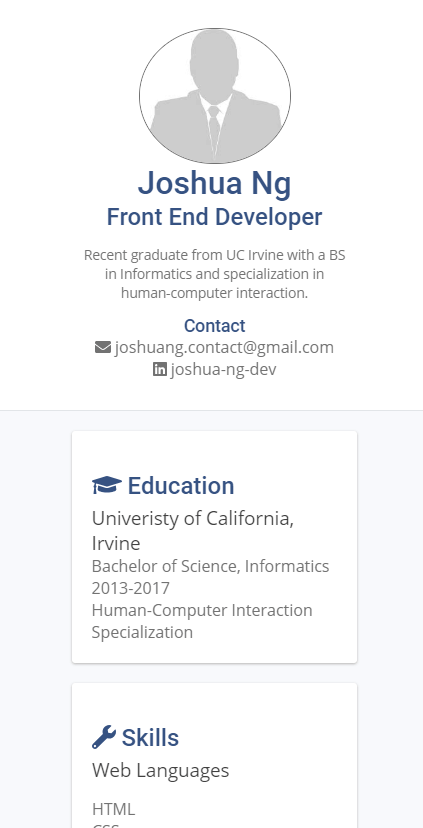 Joshua Ng
Front End Developer
Recent graduate from UC Irvine with a BS
in Informatics and specialization in
human-computer interaction.
Contact
joshuang.contact@gmail.com
joshua-ng-dev
Education
Univeristy of California,
Irvine
Bachelor of Science, Informatics
2013-2017
Human-Computer Interaction
Specialization
Skills
Web Languages
HTML
CSS